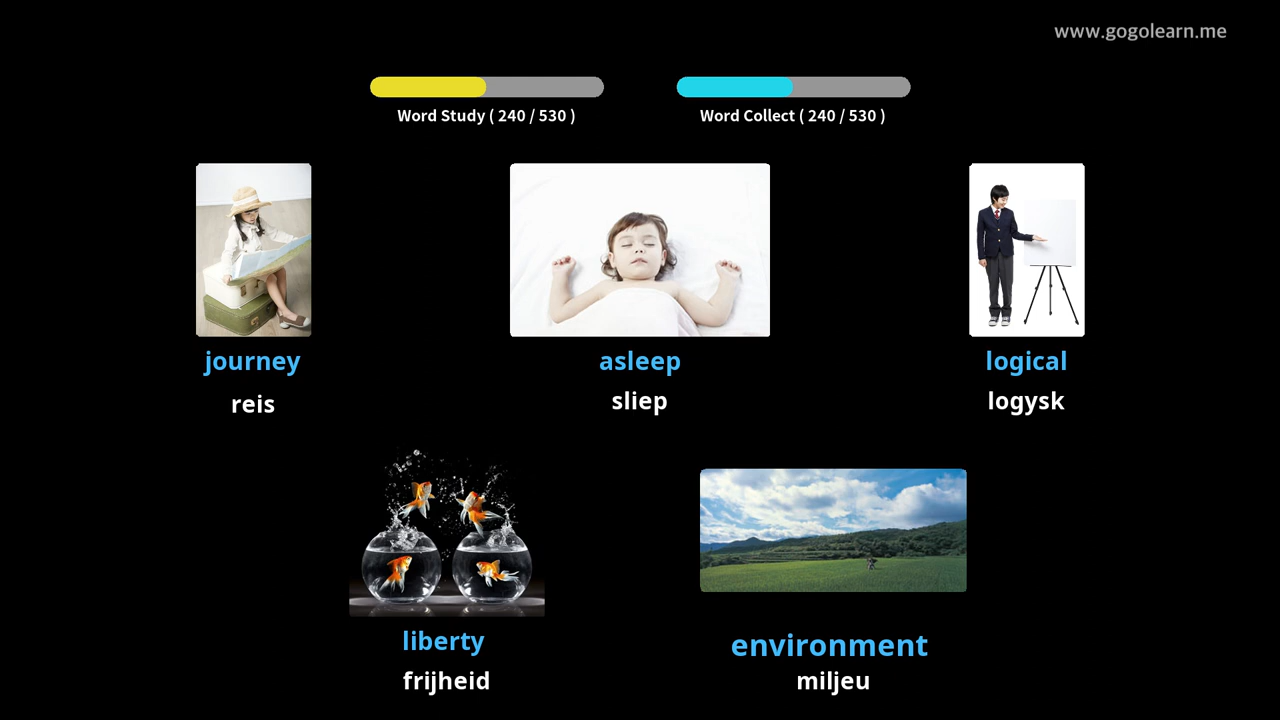 www.gogolearn.me
Word Study ( 240 / 530 )
Word Collect ( 240 / 530 )
journey
reis
asleep
sliep
logical
logysk
liberty
frijheid
environment
miljeu